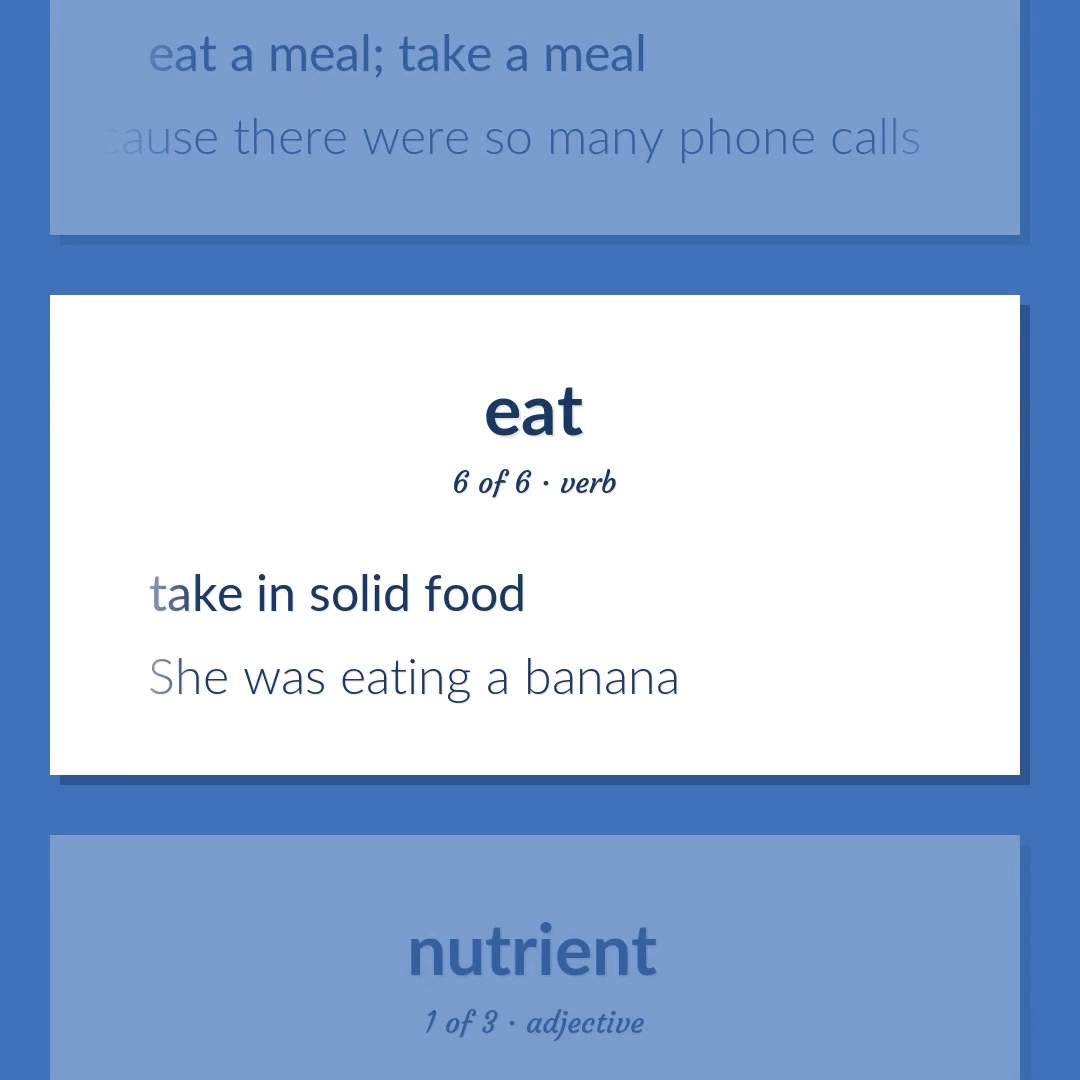 eat a meal; take a meal
cause there were so many phone calls
eat
6 of 6 · verb
take in solid food
She was eating a banana
nutrient
1 of 3 · adjective